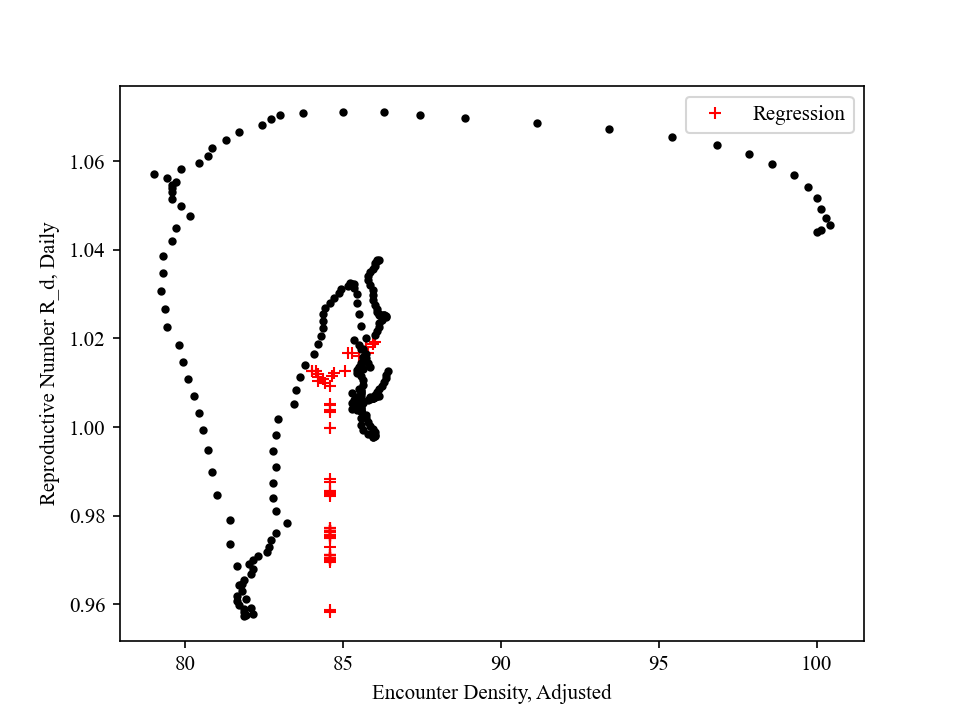 Regression
1.06
1.04
1.02
1.00
0.98
0.96
Reproductive Number R_d, Daily
80 85 90 95 100
Encounter Density, Adjusted